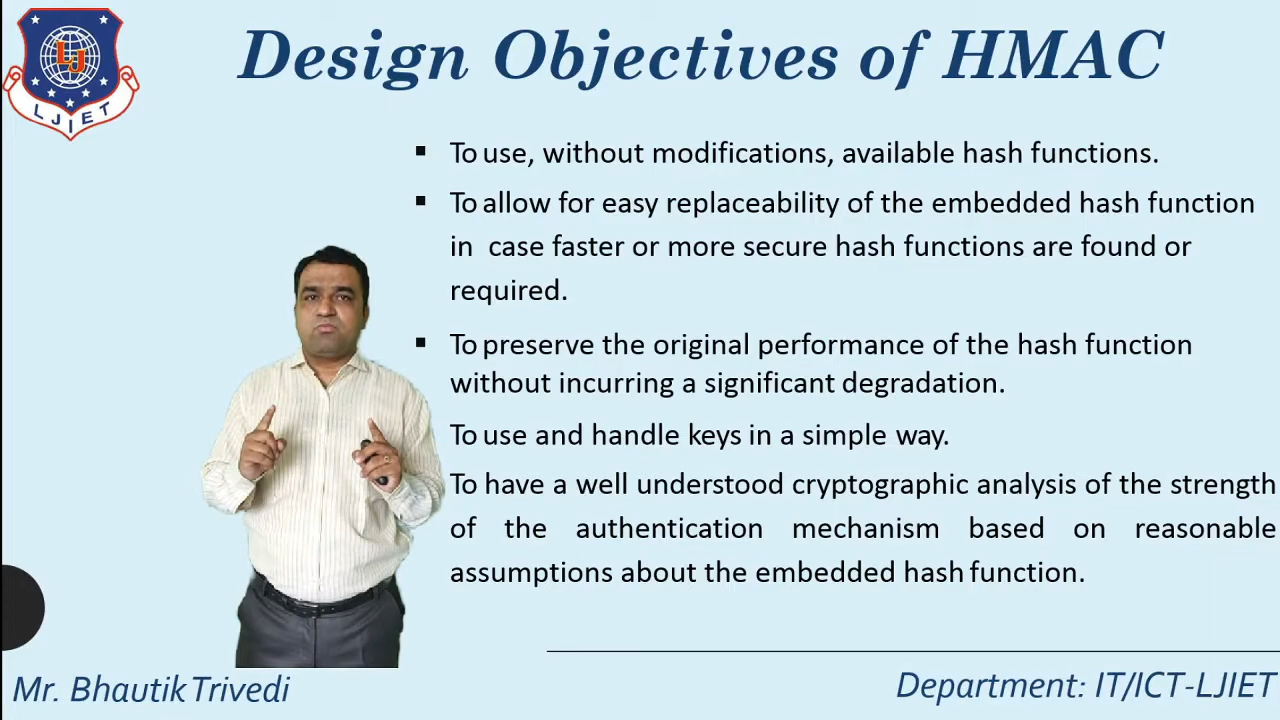 LJ
LJIET
Design Objectives of HMAC
▪ To use, without modifications, available hash functions.
▪ To allow for easy replaceability of the embedded hash function
in case faster or more secure hash functions are found or
required.
▪ To preserve the original performance of the hash function
without incurring a significant degradation.
To use and handle keys in a simple way.
To have a well understood cryptographic analysis of the strength
of the authentication mechanism based on reasonable
assumptions about the embedded hash function.
Mr. Bhautik Trivedi
Department: IT/ICT-LJIET